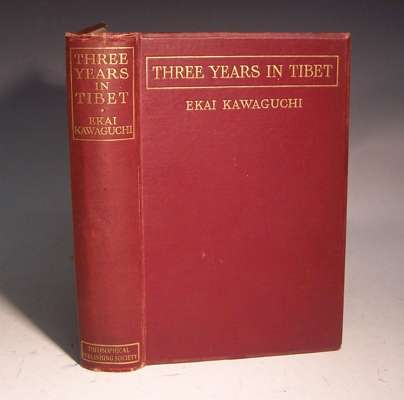 THREE
YEARS
IN
TIBET
EKAI
KAWAGUCHI
THEOSOPHICAL
PUBLISHING SOCIETY
THREE YEARS IN TIBET
EKAI KAWAGUCHI